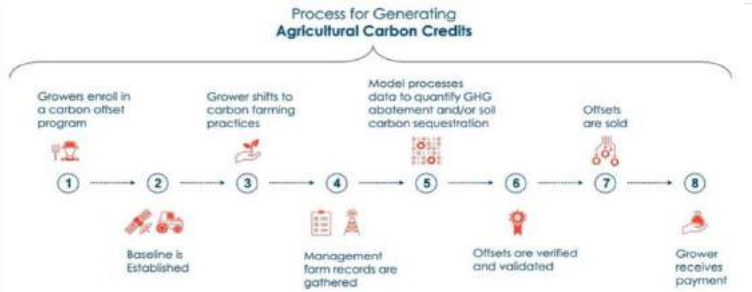 Process for Generating
Agricultural Carbon Credits
Growers enroll in
a carbon offset
program
1
2
Baseline is
Established
Grower shifts to
carbon farming
practices
3
4
Management
farm records are
gathered
Model processes
data to quantify GHG
abatement and/or soil
carbon sequestration
5
6
Offsets are verified
and validated
Offsets
are sold
7
8
Grower
receives
payment